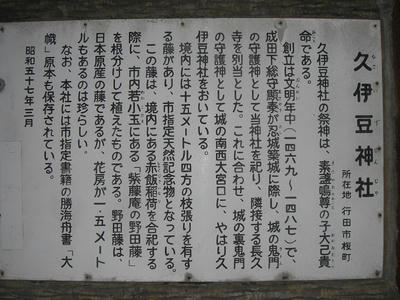 久伊豆神社
所在地 行田市桜町
久伊豆神社の祭神は、素盞鳴尊の子大己貴
命である。
創立は文明年中（一四六九～一四八七）で、
成田下総守顕泰が忍城築城に際し、城の鬼門
の守護神として当神社を祀り、隣接する長久
寺を別当とした。これに合わせ、城の裏鬼門
の守護神として城の南西大宮口に、やはり久
伊豆神社をおいている。
境内には十五メートル四方の枝張りを有す
る藤があり、市指定天然記念物となっている。
この藤は、境内にある赤飯稲荷を合祀する
際に、市内若小玉にある「紫藤庵の野田藤」
を根分けして植えたものである。野田藤は、
日本原産の藤であるが、花房が一・五メート
ルもあるのは珍らしい。
なお、本社には市指定書籍の勝海舟書「大
幟」原本も保存されている。
昭和五十七年三月